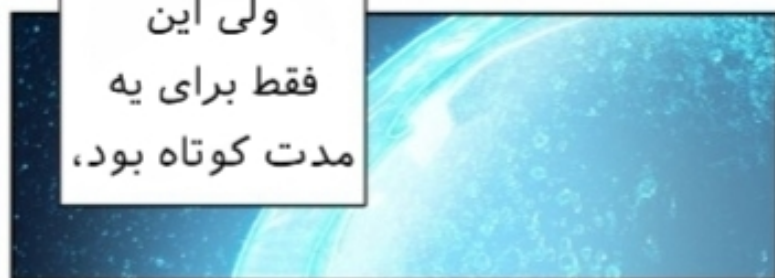 ولی این
فقط برای یه
مدت کوتاه بود،